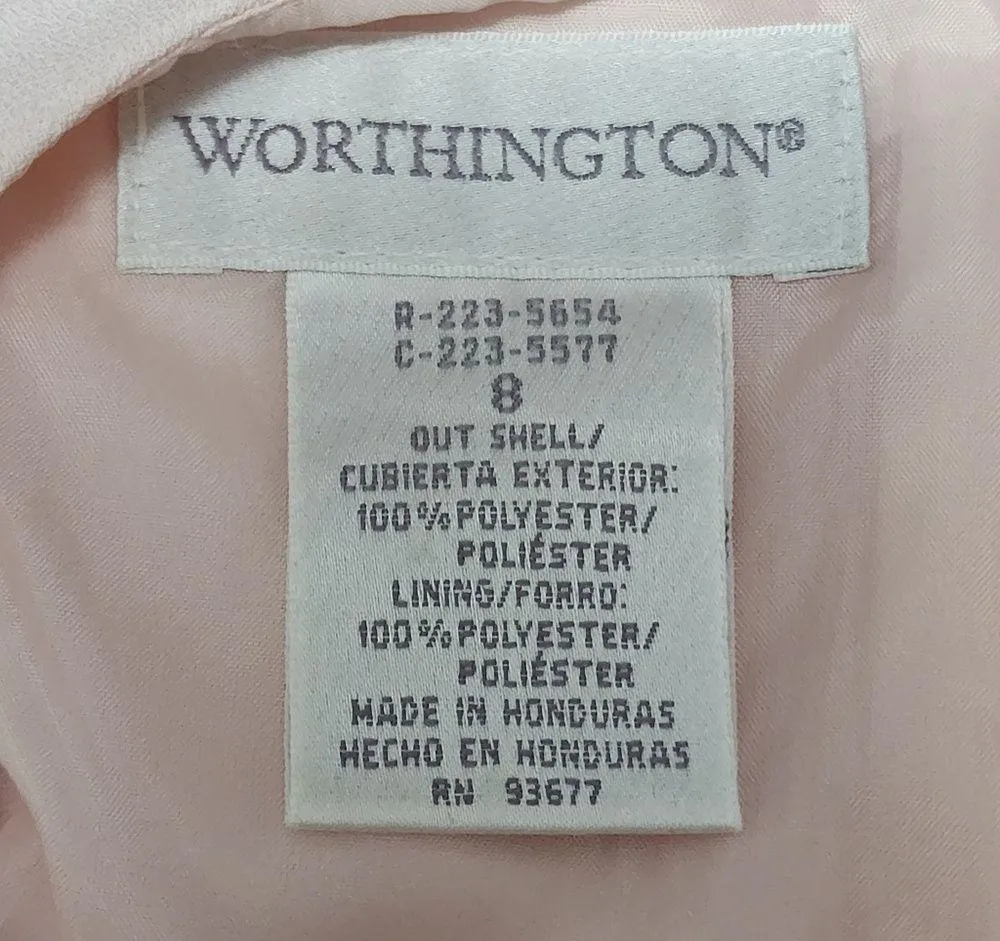 WORTHINGTON®
R-223-5654
C-223-5577
8
OUT SHELL/
CUBIERTA EXTERIOR:
100%POLYESTER/
POLIÉSTER
LINING/FORRO:
100%POLYESTER/
POLIÉSTER
MADE IN HONDURAS
HECHO EN HONDURAS
RN 93677